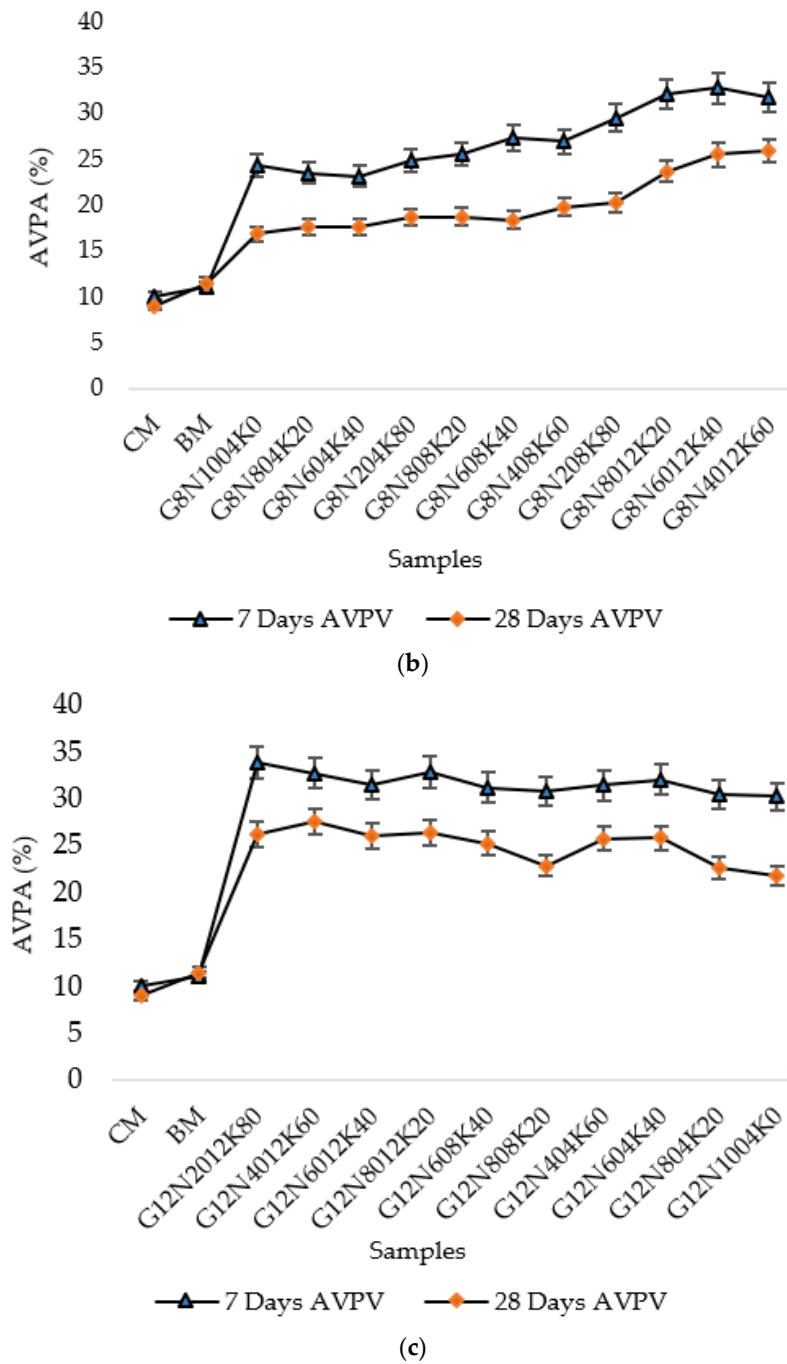 40
35
30
25
20
15
10
5
0
AVPA (%)
CM
BM
G8N1004K0
G8N804K20
G8N604K40
G8N204K80
G8N808K20
G8N608K40
G8N408K60
G8N208K80
G8N8012K20
G8N6012K40
G8N4012K60
Samples
7 Days AVPV 28 Days AVPV
(b)
40
35
30
25
20
15
10
5
0
AVPA (%)
CM
BM
G12N2012K80
G12N4012K60
G12N6012K40
G12N8012K20
G12N608K40
G12N808K20
G12N404K60
G12N604K40
G12N804K20
G12N1004K0
Samples
7 Days AVPV 28 Days AVPV
(c)